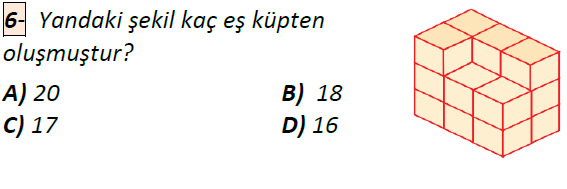 6- Yandaki şekil kaç eş küpten
oluşmuştur?
A) 20 B) 18
C) 17 D) 16